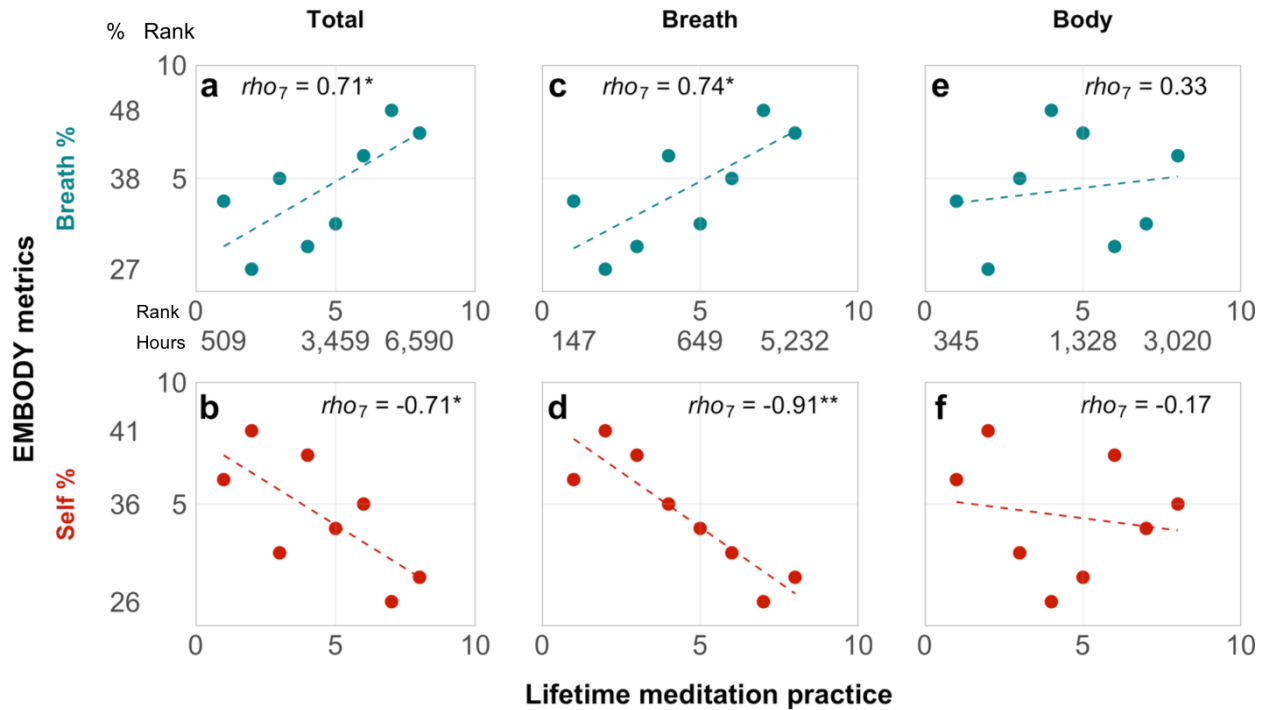 Total Breath Body
% Rank
Breath %
EMBODY metrics
Self %
10
48
38 5
27
a rho7 = 0.71*
c rho7 = 0.74*
e rho7 = 0.33
0 5 10 0 5 10 0 5 10
Rank
Hours 509 3,459 6,590 147 649 5,232 345 1,328 3,020
10
41
36 5
26
b rho7 = -0.71*
d rho7 = -0.91**
f rho7 = -0.17
0 5 10 0 5 10 0 5 10
Lifetime meditation practice